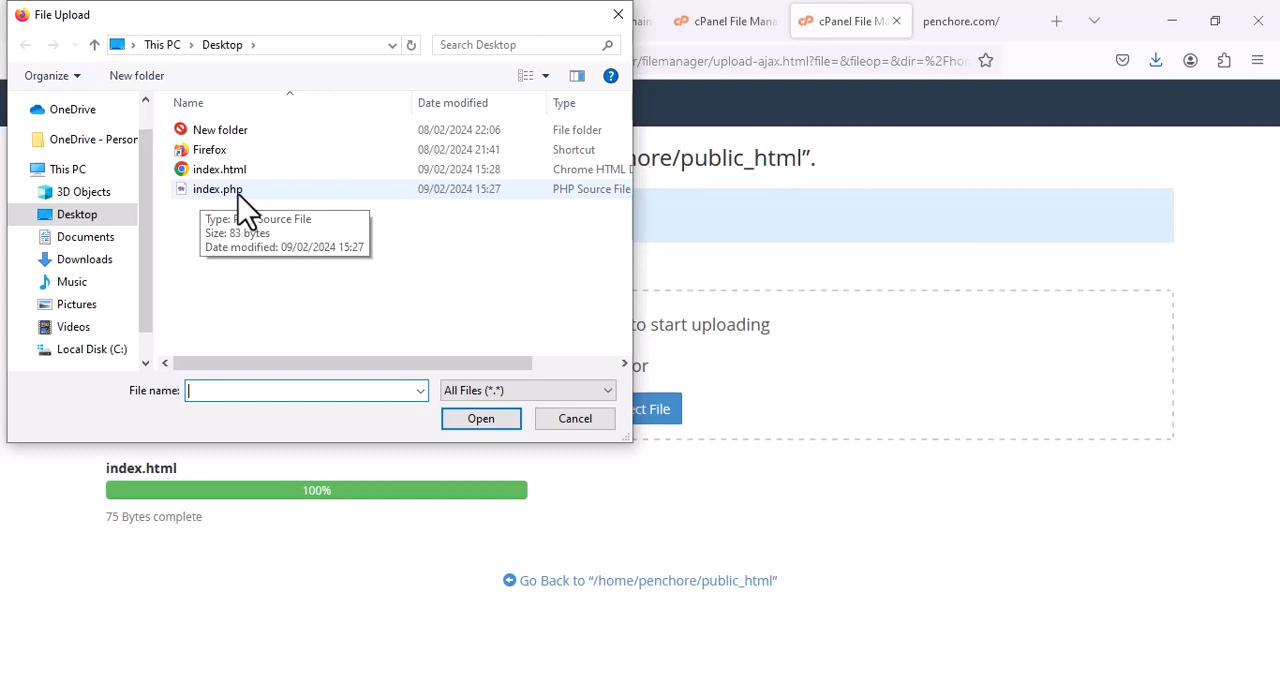 File Upload
cPanel File Mana
cPanel File M
penchore.com/
This PC
Desktop
Search Desktop
r/filemanager/upload-ajax.html?file=&fileop=&dir=%2Fhor
Organize
New folder
Name
Date modified
Type
OneDrive
OneDrive - Person
This PC
3D Objects
Desktop
Documents
Downloads
Music
Pictures
Videos
Local Disk (C:)
New folder 08/02/2024 22:06 File folder
Firefox 08/02/2024 21:41 Shortcut
index.html 09/02/2024 15:28 Chrome HTML D
index.php 09/02/2024 15:27 PHP Source File
Type: P Source File
Size: 83 bytes
Date modified: 09/02/2024 15:27
File name:
All Files (*.*)
Open
Cancel
ore/public_html”.
to start uploading
or
ect File
index.html
100%
75 Bytes complete
Go Back to “/home/penchore/public_html”